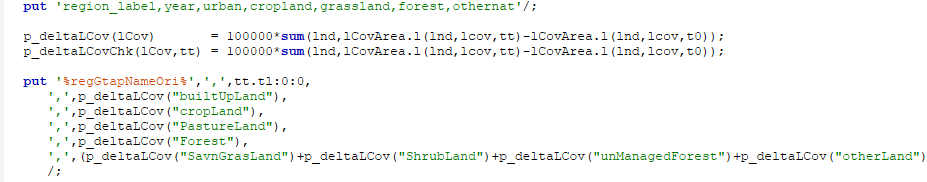 put 'region_label,year,urban,cropland,grassland,forest,othernat'/;
p_deltaLCov(lCov) = 100000*sum(lnd,lCovArea.l(lnd,lcov,tt)-lCovArea.l(lnd,lcov,t0));
p_deltaLCovChk(lCov,tt) = 100000*sum(lnd,lCovArea.l(lnd,lcov,tt)-lCovArea.l(lnd,lcov,t0));
put '%regGtapNameOri%',',',tt.tl:0:0,
',',p_deltaLCov("builtUpLand"),
',',p_deltaLCov("cropLand"),
',',p_deltaLCov("PastureLand"),
',',p_deltaLCov("Forest"),
',',(p_deltaLCov("SavnGrasLand")+p_deltaLCov("ShrubLand")+p_deltaLCov("unManagedForest")+p_deltaLCov("otherLand")
/;